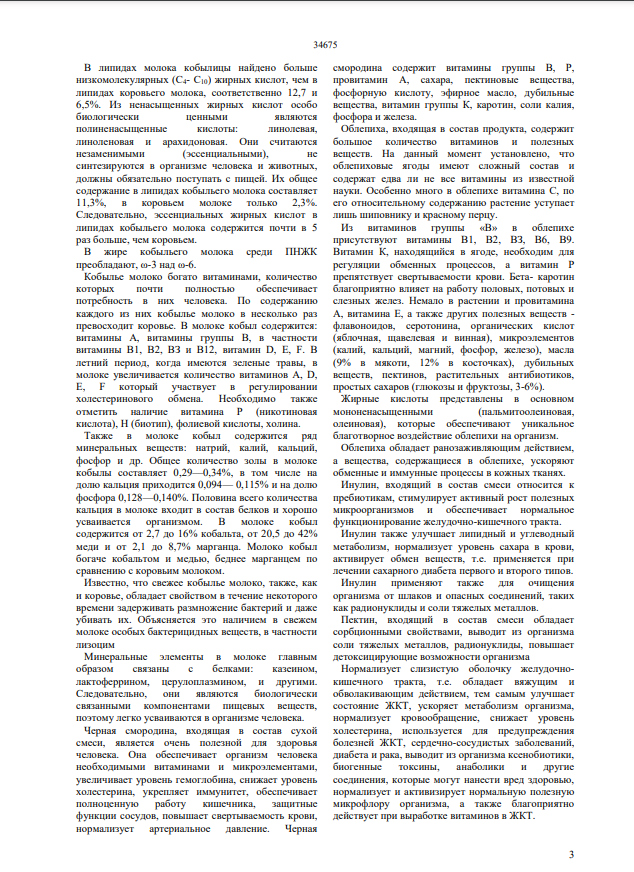 34675
В липидах молока кобылицы найдено больше
низкомолекулярных (С4- С10) жирных кислот, чем в
липидах коровьего молока, соответственно 12,7 и
6,5%. Из ненасыщенных жирных кислот особо
биологически ценными являются
полиненасыщенные кислоты: линолевая,
линоленовая и арахидоновая. Они считаются
незаменимыми (эссенциальными), не
синтезируются в организме человека и животных,
должны обязательно поступать с пищей. Их общее
содержание в липидах кобыльего молока составляет
11,3%, в коровьем молоке только 2,3%.
Следовательно, эссенциальных жирных кислот в
липидах кобыльего молока содержится почти в 5
раз больше, чем коровьем.
В жире кобыльего молока среди ПНЖК
преобладают, ω-3 над ω-6.
Кобылье молоко богато витаминами, количество
которых почти полностью обеспечивает
потребность в них человека. По содержанию
каждого из них кобылье молоко в несколько раз
превосходит коровье. В молоке кобыл содержится:
витамины А, витамины группы В, в частности
витамины В1, В2, В3 и В12, витамин D, Е, F. В
летний период, когда имеются зеленые травы, в
молоке увеличивается количество витаминов А, D,
Е, F который участвует в регулировании
холестеринового обмена. Необходимо также
отметить наличие витамина Р (никотиновая
кислота), Н (биотип), фолиевой кислоты, холина.
Также в молоке кобыл содержится ряд
минеральных веществ: натрий, калий, кальций,
фосфор и др. Общее количество золы в молоке
кобылы составляет 0,29—0,34%, в том числе на
долю кальция приходится 0,094— 0,115% и на долю
фосфора 0,128—0,140%. Половина всего количества
кальция в молоке входит в состав белков и хорошо
усваивается организмом. В молоке кобыл
содержится от 2,7 до 16% кобальта, от 20,5 до 42%
меди и от 2,1 до 8,7% марганца. Молоко кобыл
богаче кобальтом и медью, беднее марганцем по
сравнению с коровым молоком.
Известно, что свежее кобылье молоко, также, как
и коровье, обладает свойством в течение некоторого
времени задерживать размножение бактерий и даже
убивать их. Объясняется это наличием в свежем
молоке особых бактерицидных веществ, в частности
лизоцим
Минеральные элементы в молоке главным
образом связаны с белками: казеином,
лактоферрином, церулоплазмином, и другими.
Следовательно, они являются биологически
связанными компонентами пищевых веществ,
поэтому легко усваиваются в организме человека.
Черная смородина, входящая в состав сухой
смеси, является очень полезной для здоровья
человека. Она обеспечивает организм человека
необходимыми витаминами и микроэлементами,
увеличивает уровень гемоглобина, снижает уровень
холестерина, укрепляет иммунитет, обеспечивает
полноценную работу кишечника, защитные
функции сосудов, повышает свертываемость крови,
нормализует артериальное давление. Черная
смородина содержит витамины группы В, Р,
провитамин А, сахара, пектиновые вещества,
фосфорную кислоту, эфирное масло, дубильные
вещества, витамин группы К, каротин, соли калия,
фосфора и железа.
Облепиха, входящая в состав продукта, содержит
большое количество витаминов и полезных
веществ. На данный момент установлено, что
облепиховые ягоды имеют сложный состав и
содержат едва ли не все витамины из известной
науки. Особенно много в облепихе витамина С, по
его относительному содержанию растение уступает
лишь шиповнику и красному перцу.
Из витаминов группы «В» в облепихе
присутствуют витамины В1, В2, В3, В6, В9.
Витамин К, находящийся в ягоде, необходим для
регуляции обменных процессов, а витамин Р
препятствует свертываемости крови. Бета- каротин
благоприятно влияет на работу половых, потовых и
слезных желез. Немало в растении и провитамина
А, витамина Е, а также других полезных веществ -
флавоноидов, серотонина, органических кислот
(яблочная, щавелевая и винная), микроэлементов
(калий, кальций, магний, фосфор, железо), масла
(9% в мякоти, 12% в косточках), дубильных
веществ, пектинов, растительных антибиотиков,
простых сахаров (глюкозы и фруктозы, 3-6%).
Жирные кислоты представлены в основном
мононенасыщенными (пальмитоолеиновая,
олеиновая), которые обеспечивают уникальное
благотворное воздействие облепихи на организм.
Облепиха обладает ранозаживляющим действием,
а вещества, содержащиеся в облепихе, ускоряют
обменные и иммунные процессы в кожных тканях.
Инулин, входящий в состав смеси относится к
пребиотикам, стимулирует активный рост полезных
микроорганизмов и обеспечивает нормальное
функционирование желудочно-кишечного тракта.
Инулин также улучшает липидный и углеводный
метаболизм, нормализует уровень сахара в крови,
активирует обмен веществ, т.е. применяется при
лечении сахарного диабета первого и второго типов.
Инулин применяют также для очищения
организма от шлаков и опасных соединений, таких
как радионуклиды и соли тяжелых металлов.
Пектин, входящий в состав смеси обладает
сорбционными свойствами, выводит из организма
соли тяжелых металлов, радионуклиды, повышает
детоксицирующие возможности организма
Нормализует слизистую оболочку желудочно-
кишечного тракта, т.е. обладает вяжущим и
обволакивающим действием, тем самым улучшает
состояние ЖКТ, ускоряет метаболизм организма,
нормализует кровообращение, снижает уровень
холестерина, используется для предупреждения
болезней ЖКТ, сердечно-сосудистых заболеваний,
диабета и рака, выводит из организма ксенобиотики,
биогенные токсины, анаболики и другие
соединения, которые могут нанести вред здоровью,
нормализует и активизирует нормальную полезную
микрофлору организма, а также благоприятно
действует при выработке витаминов в ЖКТ.
3